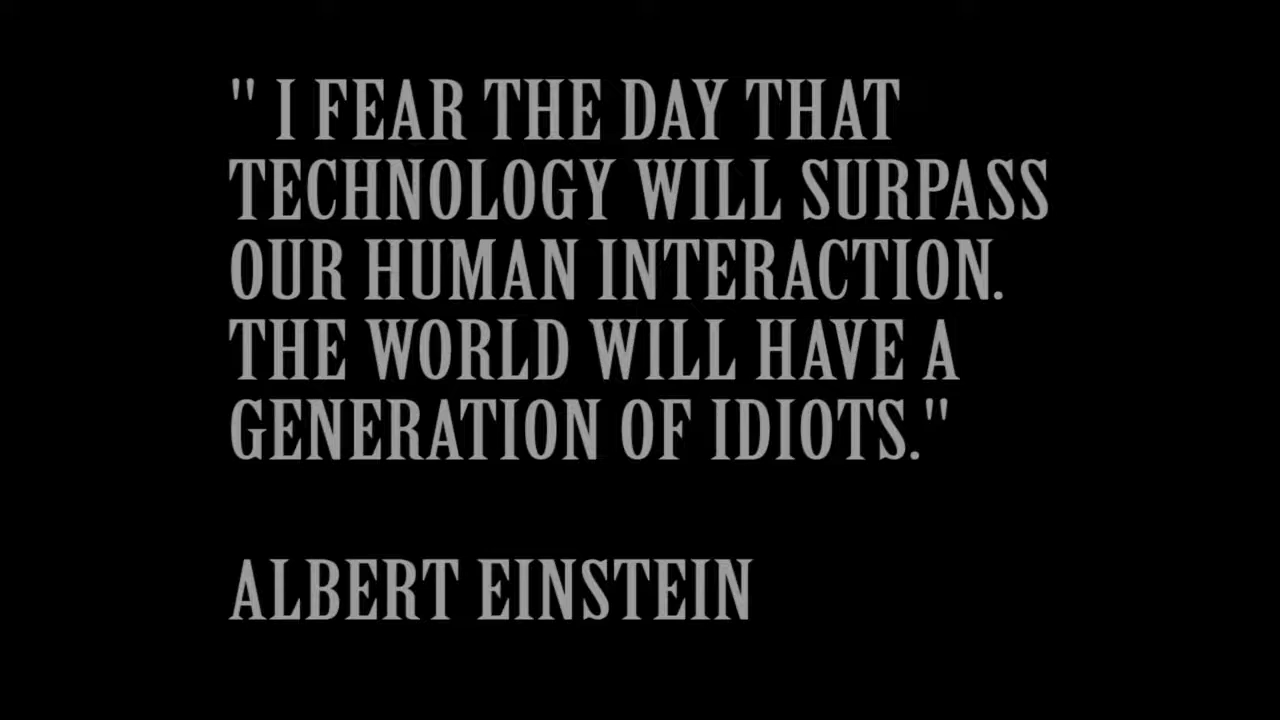 " I FEAR THE DAY THAT
TECHNOLOGY WILL SURPASS
OUR HUMAN INTERACTION.
THE WORLD WILL HAVE A
GENERATION OF IDIOTS."
ALBERT EINSTEIN